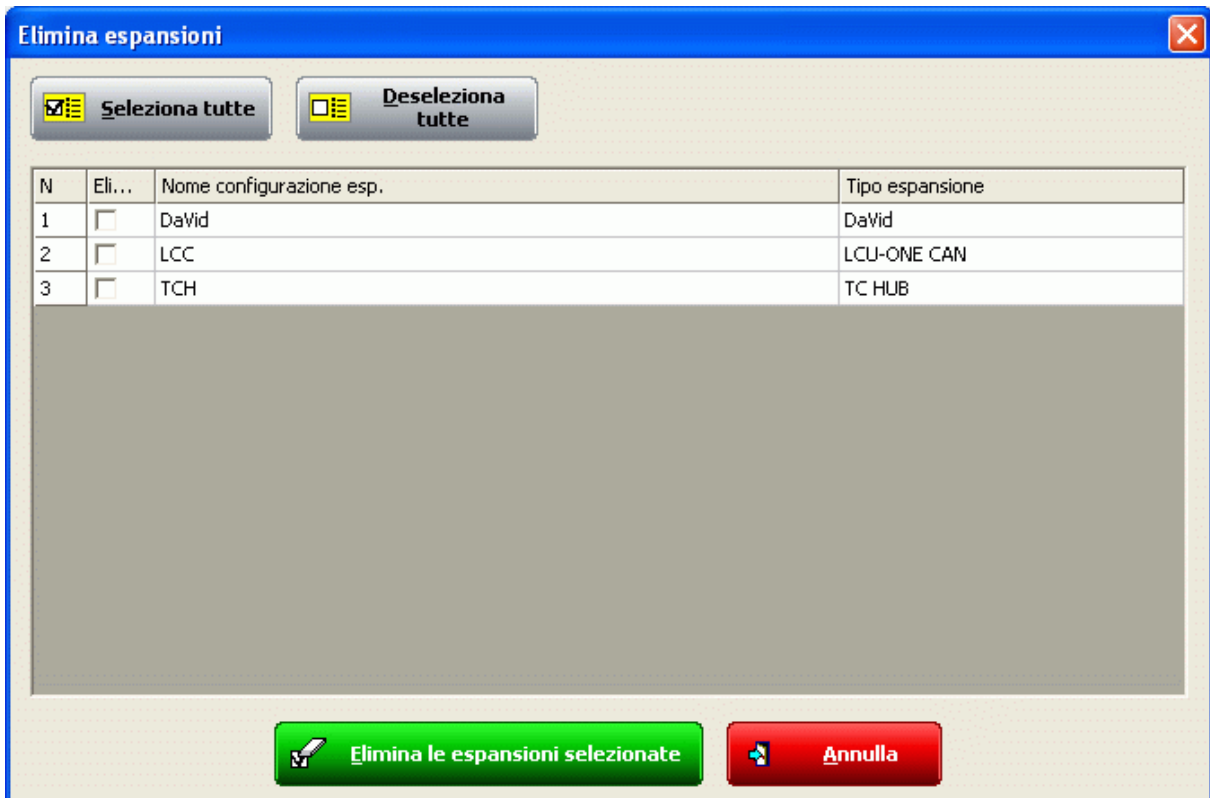 Elimina espansioni
Seleziona tutte
Deseleziona
tutte
N Eli... Nome configurazione esp. Tipo espansione
1 DaVid DaVid
2 LCC LCU-ONE CAN
3 TCH TC HUB
Elimina le espansioni selezionate
Annulla